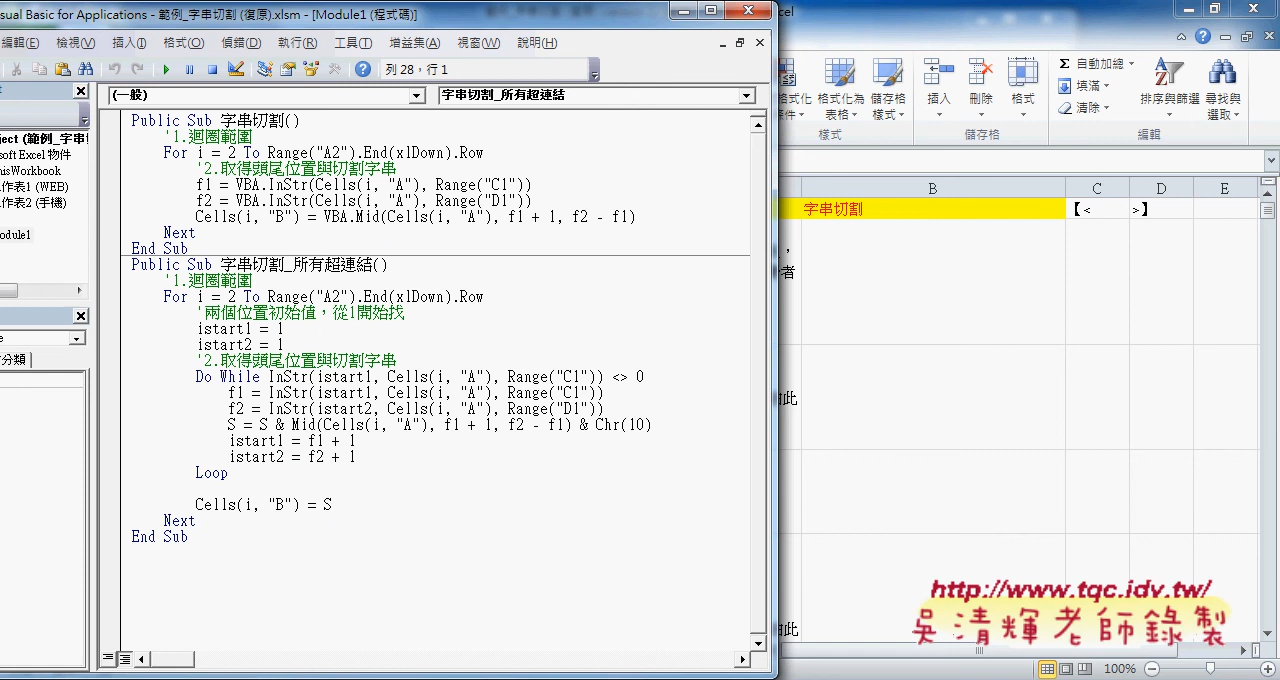 sual Basic for Applications - 範例_字串切割 (復原).xlsm - [Module1 (程式碼)]
編輯(E) 檢視(V) 插入(I) 格式(O) 偵錯(D) 執行(R) 工具(T) 增益集(A) 視窗(W) 說明(H)
列 28，行 1
(一般) 字串切割_所有超連結
ject (範例_字串切
soft Excel 物件
hisWorkbook
作表1 (WEB)
作表2 (手機)
odule1
分類
Public Sub 字串切割()
'1.迴圈範圍
For i = 2 To Range("A2").End(xlDown).Row
'2.取得頭尾位置與切割字串
f1 = VBA.InStr(Cells(i, "A"), Range("C1"))
f2 = VBA.InStr(Cells(i, "A"), Range("D1"))
Cells(i, "B") = VBA.Mid(Cells(i, "A"), f1 + 1, f2 - f1)
Next
End Sub
Public Sub 字串切割_所有超連結()
'1.迴圈範圍
For i = 2 To Range("A2").End(xlDown).Row
'兩個位置初始值，從1開始找
istart1 = 1
istart2 = 1
'2.取得頭尾位置與切割字串
Do While InStr(istart1, Cells(i, "A"), Range("C1")) <> 0
f1 = InStr(istart1, Cells(i, "A"), Range("C1"))
f2 = InStr(istart2, Cells(i, "A"), Range("D1"))
S = S & Mid(Cells(i, "A"), f1 + 1, f2 - f1) & Chr(10)
istart1 = f1 + 1
istart2 = f2 + 1
Loop
Cells(i, "B") = S
Next
End Sub
cel
格式化 格式化為 儲存格 插入 刪除 格式
條件 表格 樣式
Σ 自動加總
填滿
清除
排序與篩選 尋找與
選取
樣式 儲存格 編輯
B C D E
字串切割 【< >】
，
者
此
此
http://www.tqc.idv.tw/
吳清輝老師錄製
100%